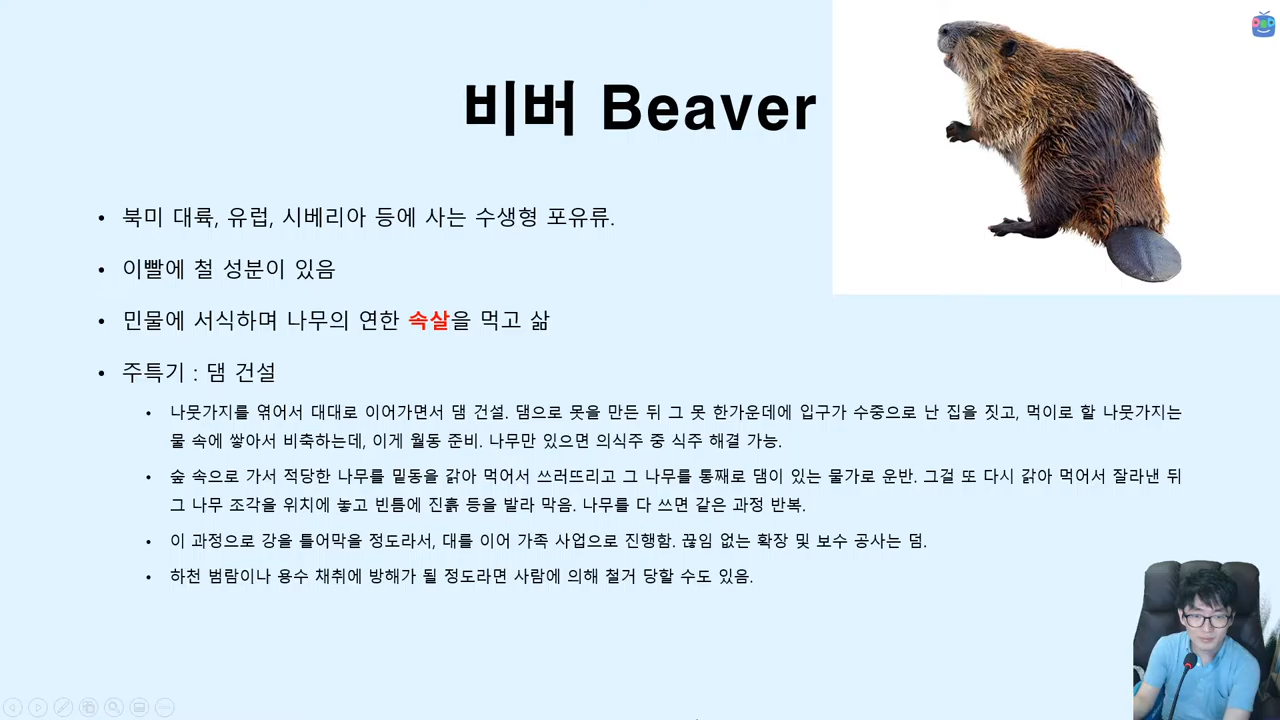 비버 Beaver
• 북미 대륙, 유럽, 시베리아 등에 사는 수생형 포유류.
• 이빨에 철 성분이 있음
• 민물에 서식하며 나무의 연한 속살을 먹고 삶
• 주특기 : 댐 건설
• 나뭇가지를 엮어서 대대로 이어가면서 댐 건설. 댐으로 못을 만든 뒤 그 못 한가운데에 입구가 수중으로 난 집을 짓고, 먹이로 할 나뭇가지는
물 속에 쌓아서 비축하는데, 이게 월동 준비. 나무만 있으면 의식주 중 식주 해결 가능.
• 숲 속으로 가서 적당한 나무를 밑동을 갉아 먹어서 쓰러뜨리고 그 나무를 통째로 댐이 있는 물가로 운반. 그걸 또 다시 갉아 먹어서 잘라낸 뒤
그 나무 조각을 위치에 놓고 빈틈에 진흙 등을 발라 막음. 나무를 다 쓰면 같은 과정 반복.
• 이 과정으로 강을 틀어막을 정도라서, 대를 이어 가족 사업으로 진행함. 끊임 없는 확장 및 보수 공사는 덤.
• 하천 범람이나 용수 채취에 방해가 될 정도라면 사람에 의해 철거 당할 수도 있음.